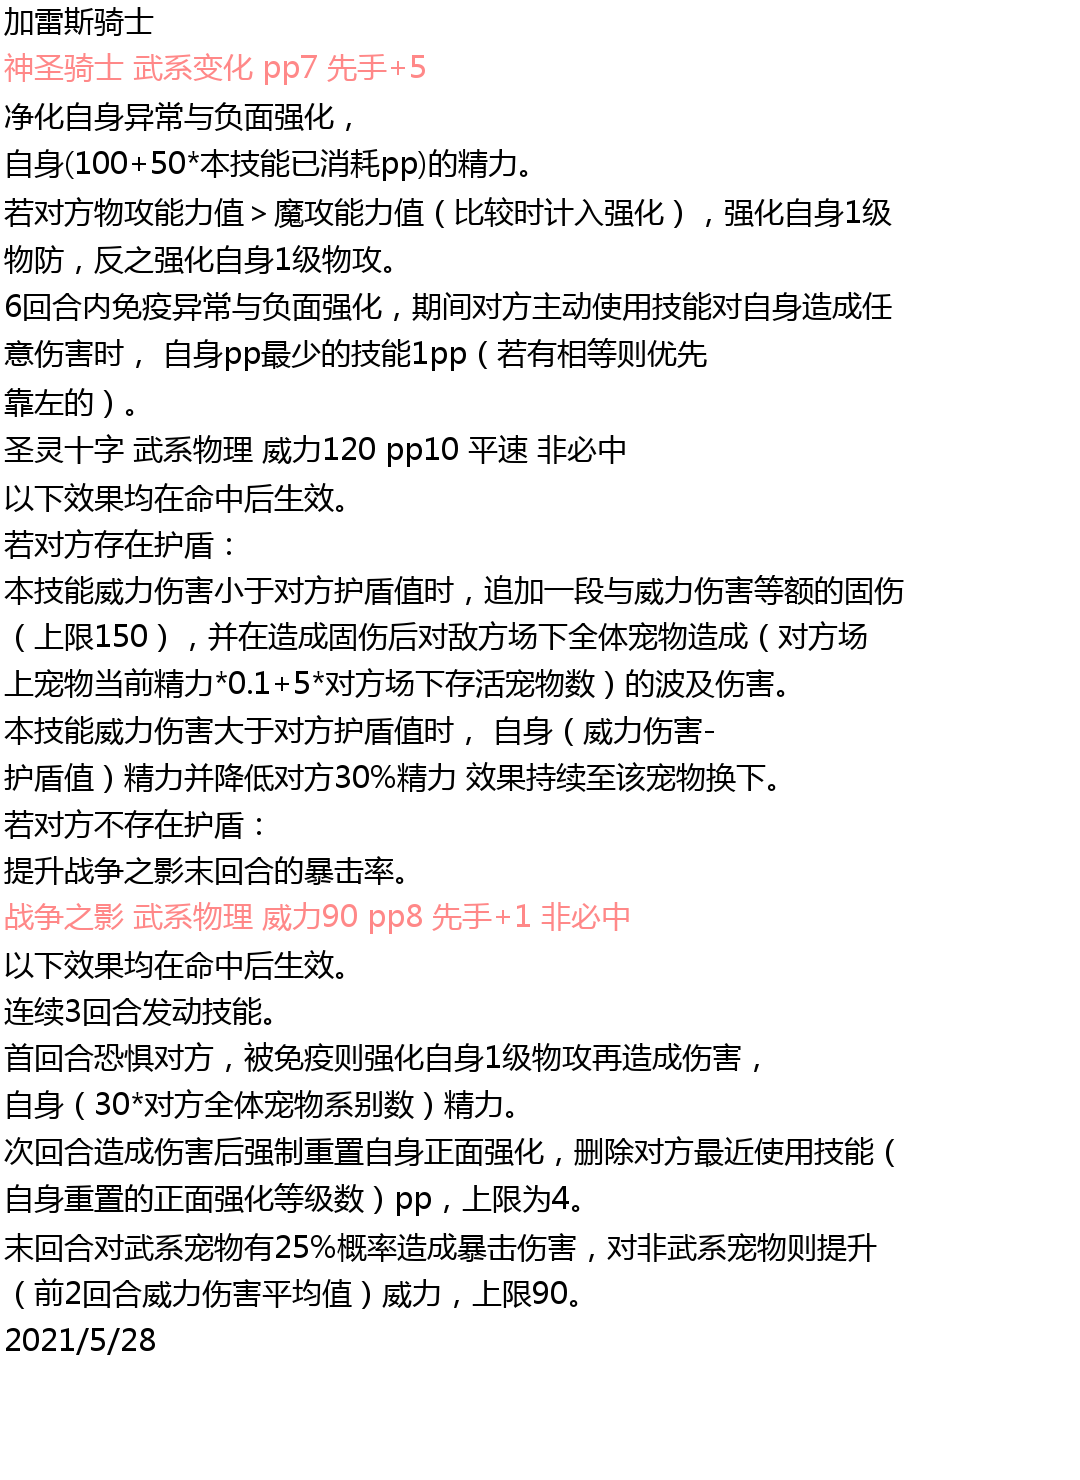 加雷斯骑士
神圣骑士 武系变化 pp7 先手+5
净化自身异常与负面强化，
自身(100+50*本技能已消耗pp)的精力。
若对方物攻能力值＞魔攻能力值（比较时计入强化），强化自身1级
物防，反之强化自身1级物攻。
6回合内免疫异常与负面强化，期间对方主动使用技能对自身造成任
意伤害时， 自身pp最少的技能1pp（若有相等则优先
靠左的）。
圣灵十字 武系物理 威力120 pp10 平速 非必中
以下效果均在命中后生效。
若对方存在护盾：
本技能威力伤害小于对方护盾值时，追加一段与威力伤害等额的固伤
（上限150），并在造成固伤后对敌方场下全体宠物造成（对方场
上宠物当前精力*0.1+5*对方场下存活宠物数）的波及伤害。
本技能威力伤害大于对方护盾值时， 自身（威力伤害-
护盾值）精力并降低对方30%精力 效果持续至该宠物换下。
若对方不存在护盾：
提升战争之影末回合的暴击率。
战争之影 武系物理 威力90 pp8 先手+1 非必中
以下效果均在命中后生效。
连续3回合发动技能。
首回合恐惧对方，被免疫则强化自身1级物攻再造成伤害，
自身（30*对方全体宠物系别数）精力。
次回合造成伤害后强制重置自身正面强化，删除对方最近使用技能（
自身重置的正面强化等级数）pp，上限为4。
末回合对武系宠物有25%概率造成暴击伤害，对非武系宠物则提升
（前2回合威力伤害平均值）威力，上限90。
2021/5/28